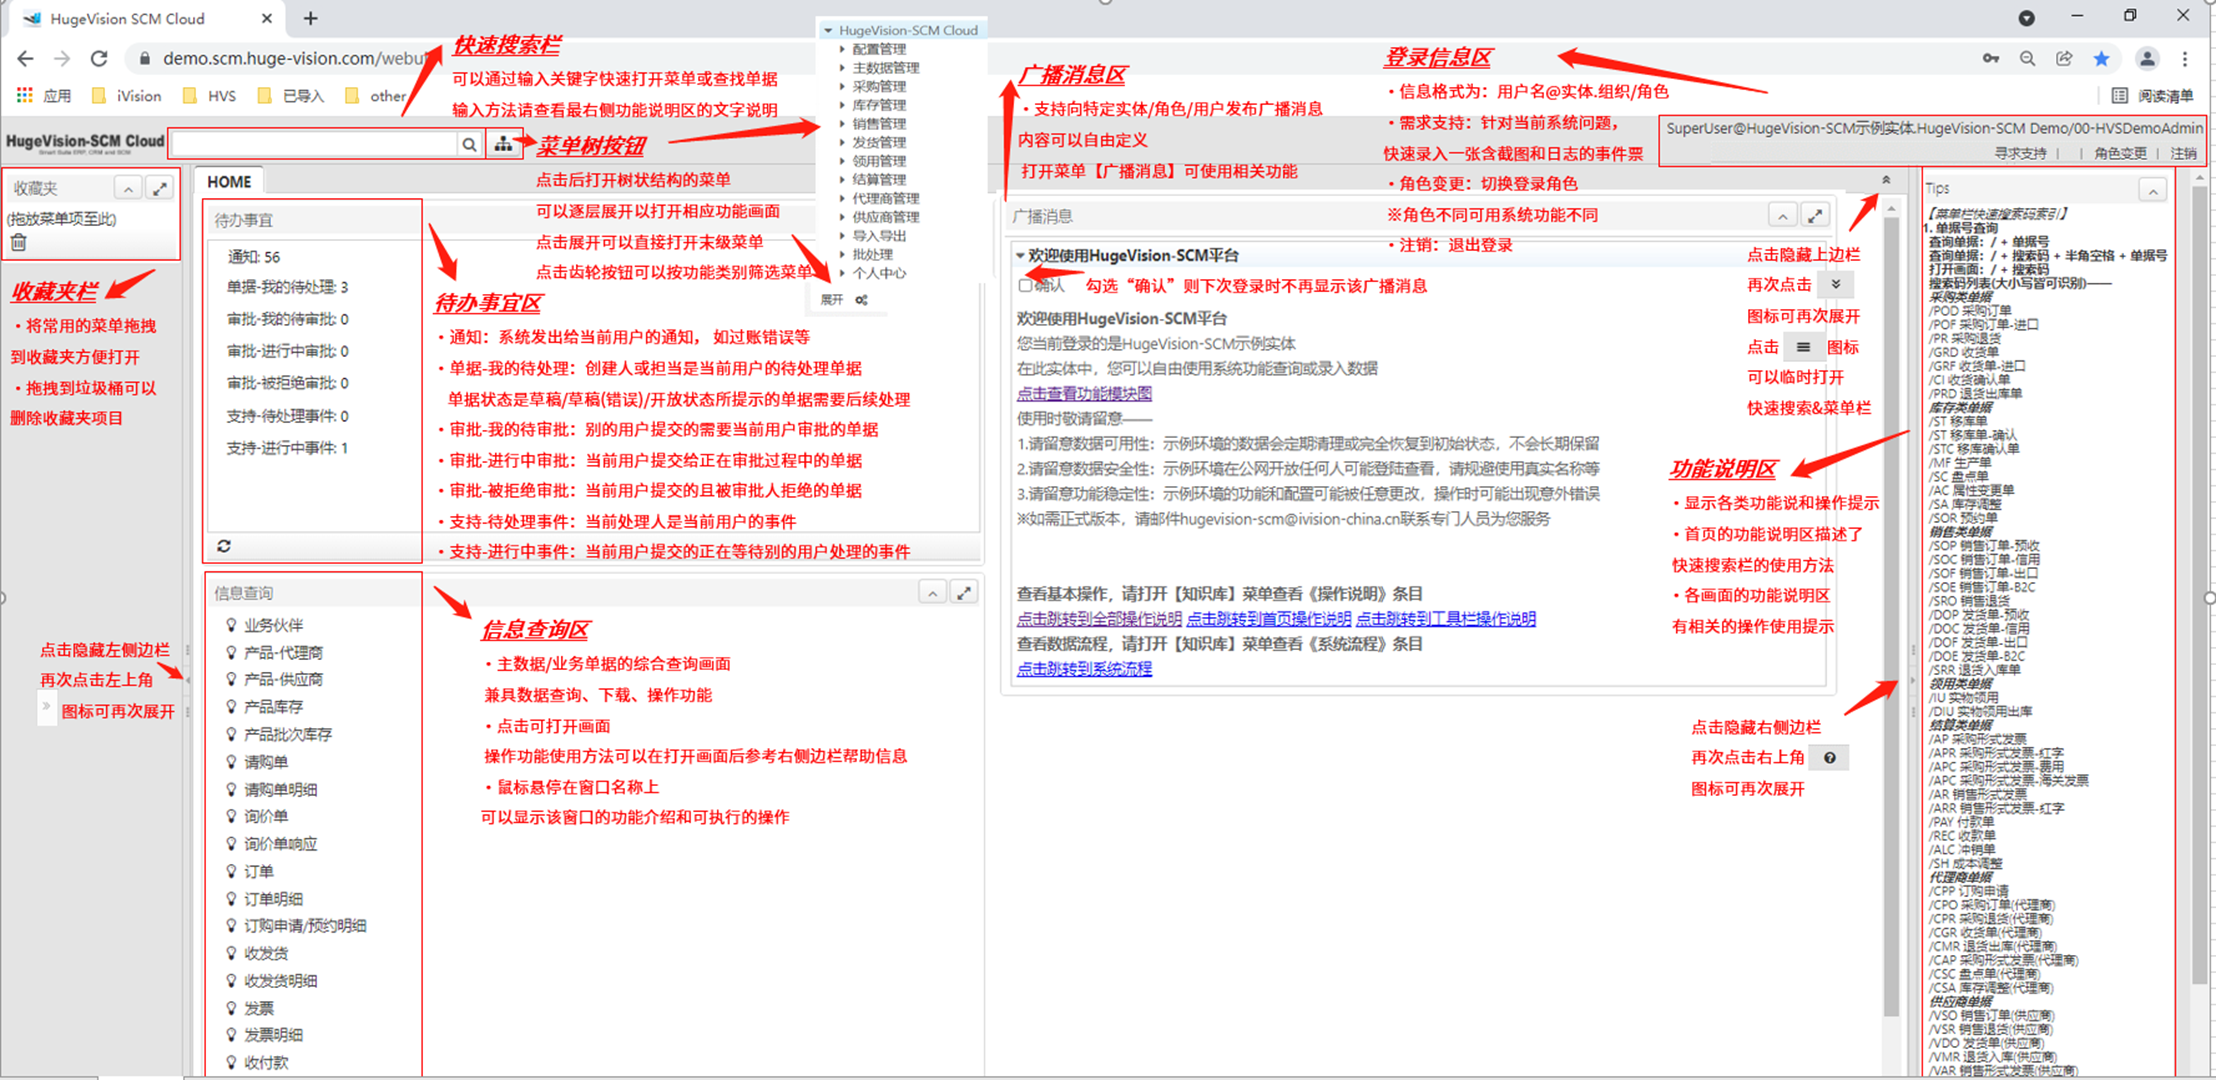 HugeVision SCM Cloud
demo.scm.huge-vision.com/webu
应用
iVision
HVS
已导入
other
阅读清单
快速搜索栏
可以通过输入关键字快速打开菜单或查找单据
输入方法请查看最右侧功能说明区的文字说明
HugeVision-SCM Cloud
Smart Suite ERP, CRM and SCM
菜单树按钮
点击后打开树状结构的菜单
可以逐层展开以打开相应功能画面
点击展开可以直接打开末级菜单
点击齿轮按钮可以按功能类别筛选菜单
HugeVision-SCM Cloud
配置管理
主数据管理
采购管理
库存管理
销售管理
发货管理
领用管理
结算管理
代理商管理
供应商管理
导入导出
批处理
个人中心
展开
广播消息区
·支持向特定实体/角色/用户发布广播消息
内容可以自由定义
打开菜单【广播消息】可使用相关功能
登录信息区
·信息格式为：用户名@实体.组织/角色
·需求支持：针对当前系统问题，
快速录入一张含截图和日志的事件票
·角色变更：切换登录角色
※角色不同可用系统功能不同
·注销：退出登录
SuperUser@HugeVision-SCM示例实体.HugeVision-SCM Demo/00-HVSDemoAdmin
寻求支持 | | 角色变更 | 注销
收藏夹
(拖放菜单项至此)
收藏夹栏
·将常用的菜单拖拽
到收藏夹方便打开
·拖拽到垃圾桶可以
删除收藏夹项目
点击隐藏左侧边栏
再次点击左上角
图标可再次展开
HOME
待办事宜
通知: 56
单据-我的待处理: 3
审批-我的待审批: 0
审批-进行中审批: 0
审批-被拒绝审批: 0
支持-待处理事件: 0
支持-进行中事件: 1
待办事宜区
·通知：系统发出给当前用户的通知，如过账错误等
·单据-我的待处理：创建人或担当是当前用户的待处理单据
单据状态是草稿/草稿(错误)/开放状态所提示的单据需要后续处理
·审批-我的待审批：别的用户提交的需要当前用户审批的单据
·审批-进行中审批：当前用户提交给正在审批过程中的单据
·审批-被拒绝审批：当前用户提交的且被审批人拒绝的单据
·支持-待处理事件：当前处理人是当前用户的事件
·支持-进行中事件：当前用户提交的正在等待别的用户处理的事件
信息查询
业务伙伴
产品-代理商
产品-供应商
产品库存
产品批次库存
请购单
请购单明细
询价单
询价单响应
订单
订单明细
订购申请/预约明细
收发货
收发货明细
发票
发票明细
收付款
信息查询区
·主数据/业务单据的综合查询画面
兼具数据查询、下载、操作功能
·点击可打开画面
操作功能使用方法可以在打开画面后参考右侧边栏帮助信息
·鼠标悬停在窗口名称上
可以显示该窗口的功能介绍和可执行的操作
广播消息
欢迎使用HugeVision-SCM平台
确认
勾选“确认”则下次登录时不再显示该广播消息
欢迎使用HugeVision-SCM平台
您当前登录的是HugeVision-SCM示例实体
在此实体中，您可以自由使用系统功能查询或录入数据
点击查看功能模块图
使用时敬请留意——
1.请留意数据可用性：示例环境的数据会定期清理或完全恢复到初始状态，不会长期保留
2.请留意数据安全性：示例环境在公网开放任何人可能登陆查看，请规避使用真实名称等
3.请留意功能稳定性：示例环境的功能和配置可能被任意更改，操作时可能出现意外错误
※如需正式版本，请邮件hugevision-scm@ivision-china.cn联系专门人员为您服务
查看基本操作，请打开【知识库】菜单查看《操作说明》条目
点击跳转到全部操作说明 点击跳转到首页操作说明 点击跳转到工具栏操作说明
查看数据流程，请打开【知识库】菜单查看《系统流程》条目
点击跳转到系统流程
点击隐藏上边栏
再次点击
图标可再次展开
点击 图标
可以临时打开
快速搜索&菜单栏
功能说明区
·显示各类功能说和操作提示
·首页的功能说明区描述了
快速搜索栏的使用方法
·各画面的功能说明区
有相关的操作使用提示
点击隐藏右侧边栏
再次点击右上角
图标可再次展开
Tips
【菜单栏快速搜索码索引】
1. 单据号查询
查询单据：/ + 单据号
查询单据：/ + 搜索码 + 半角空格 + 单据号
打开画面：/ + 搜索码
搜索码列表(大小写皆可识别)——
采购类单据
/POD 采购订单
/POF 采购订单-进口
/PR 采购退货
/GRD 收货单
/GRF 收货单-进口
/CI 收货确认单
/PRD 退货出库单
库存类单据
/ST 移库单
/ST 移库单-确认
/STC 移库确认单
/MF 生产单
/SC 盘点单
/AC 属性变更单
/SA 库存调整
/SOR 预约单
销售类单据
/SOP 销售订单-预收
/SOC 销售订单-信用
/SOF 销售订单-出口
/SOE 销售订单-B2C
/SRO 销售退货
/DOP 发货单-预收
/DOC 发货单-信用
/DOF 发货单-出口
/DOE 发货单-B2C
/SRR 退货入库单
领用类单据
/IU 实物领用
/DIU 实物领用出库
结算类单据
/AP 采购形式发票
/APR 采购形式发票-红字
/APC 采购形式发票-费用
/APC 采购形式发票-海关发票
/AR 销售形式发票
/ARR 销售形式发票-红字
/PAY 付款单
/REC 收款单
/ALC 冲销单
/SH 成本调整
代理商单据
/CPP 订购申请
/CPO 采购订单(代理商)
/CPR 采购退货(代理商)
/CGR 收货单(代理商)
/CMR 退货出库(代理商)
/CAP 采购形式发票(代理商)
/CSC 盘点单(代理商)
/CSA 库存调整(代理商)
供应商单据
/VSO 销售订单(供应商)
/VSR 销售退货(供应商)
/VDO 发货单(供应商)
/VMR 退货入库(供应商)
/VAR 销售形式发票(供应商)